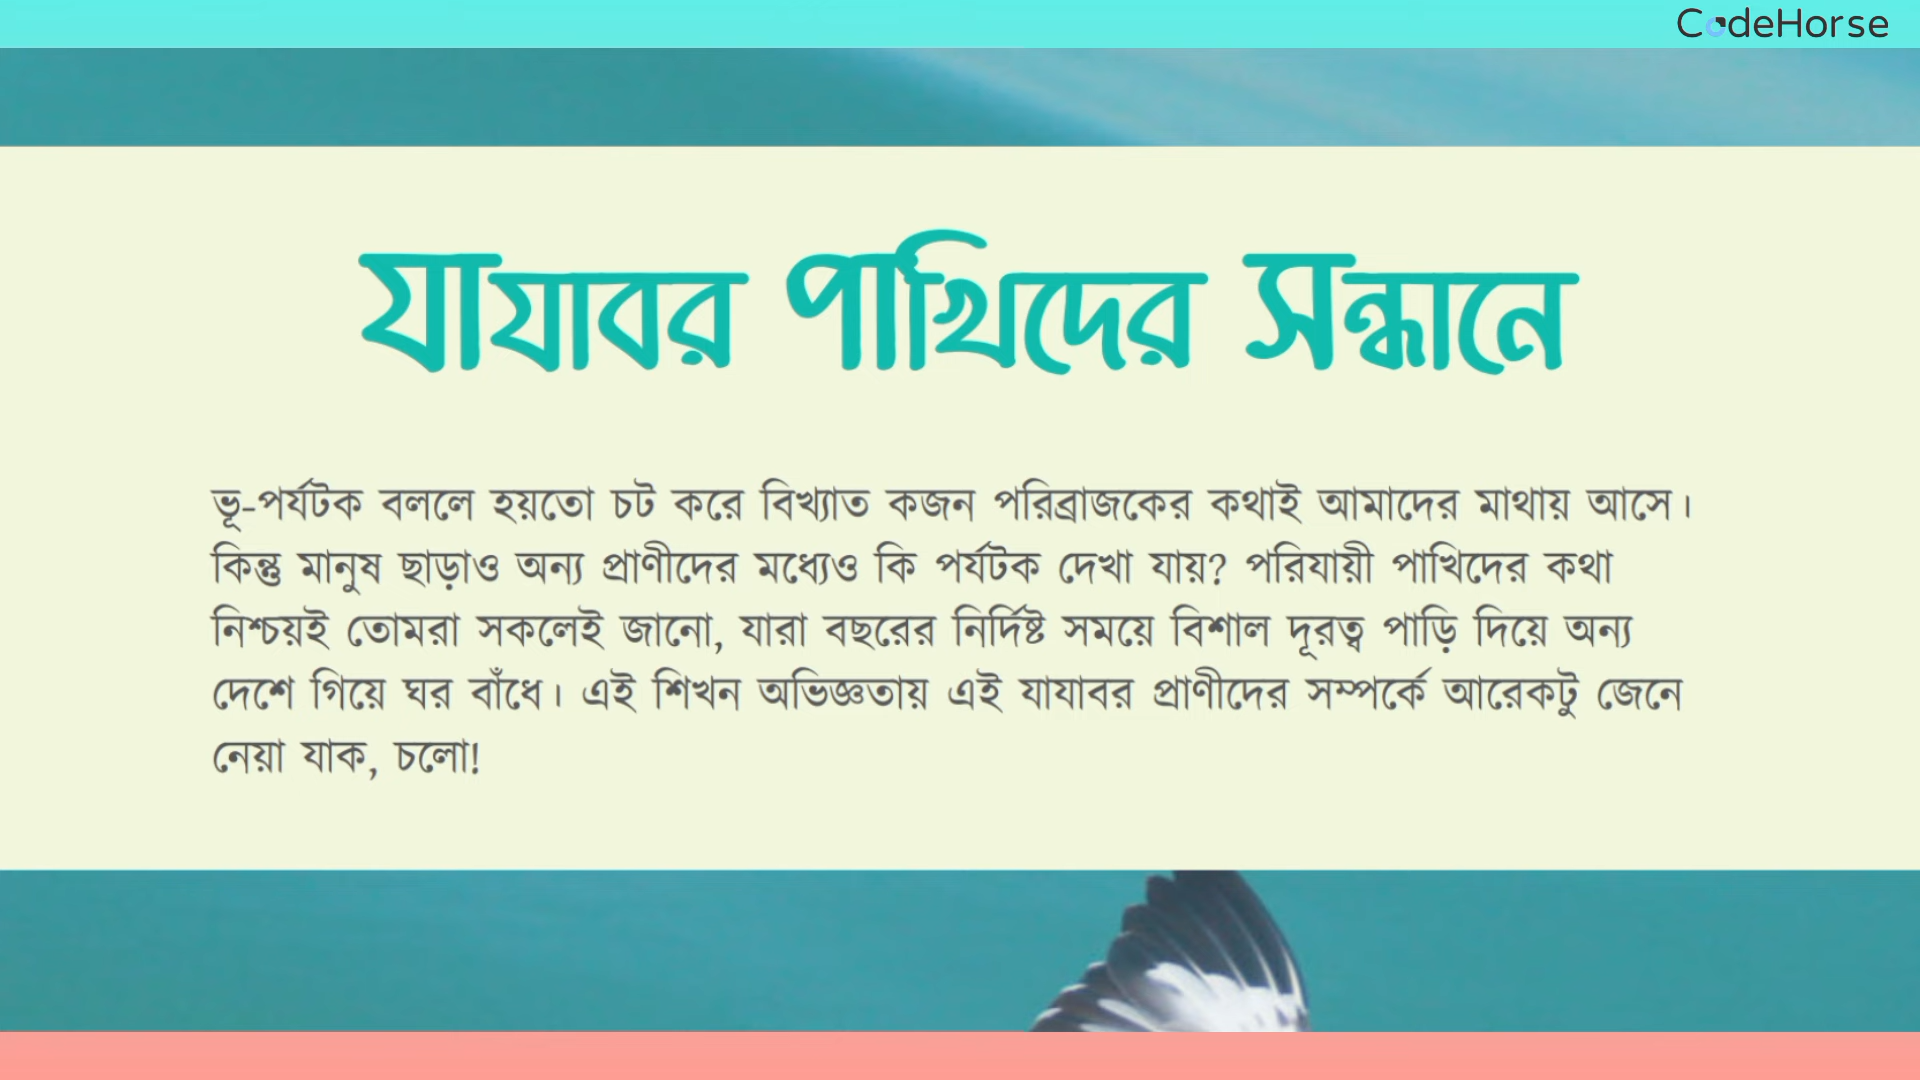 CodeHorse
যাযাবর পাখিদের সন্ধানে
ভূ-পর্যটক বললে হয়তো চট করে বিখ্যাত কজন পরিব্রাজকের কথাই আমাদের মাথায় আসে।
কিন্তু মানুষ ছাড়াও অন্য প্রাণীদের মধ্যেও কি পর্যটক দেখা যায়? পরিযায়ী পাখিদের কথা
নিশ্চয়ই তোমরা সকলেই জানো, যারা বছরের নির্দিষ্ট সময়ে বিশাল দূরত্ব পাড়ি দিয়ে অন্য
দেশে গিয়ে ঘর বাঁধে। এই শিখন অভিজ্ঞতায় এই যাযাবর প্রাণীদের সম্পর্কে আরেকটু জেনে
নেয়া যাক, চলো!